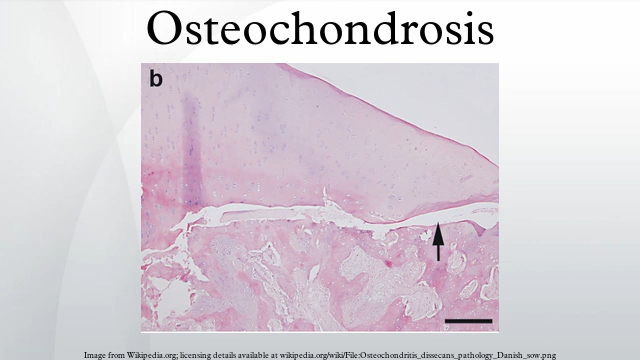 Osteochondrosis
b
Image from Wikipedia.org; licensing details available at wikipedia.org/wiki/File:Osteochondritis_dissecans_pathology_Danish_sow.png